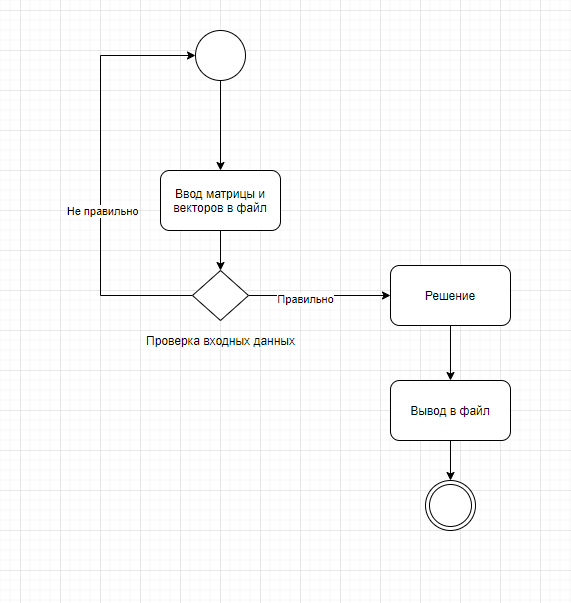 Ввод матрицы и
векторов в файл
Не правильно
Правильно
Решение
Проверка входных данных
Вывод в файл